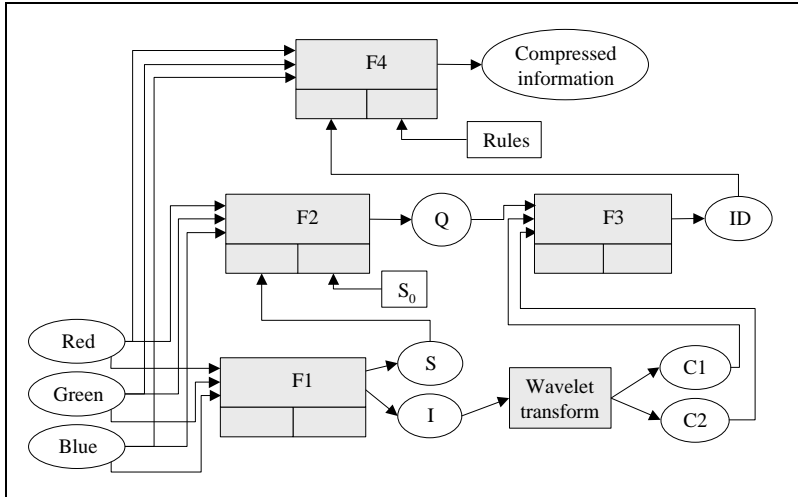 F4
Compressed
information
Rules
F2
Q
F3
ID
S₀
Red
S
C1
F1
Green
Wavelet
transform
I
C2
Blue